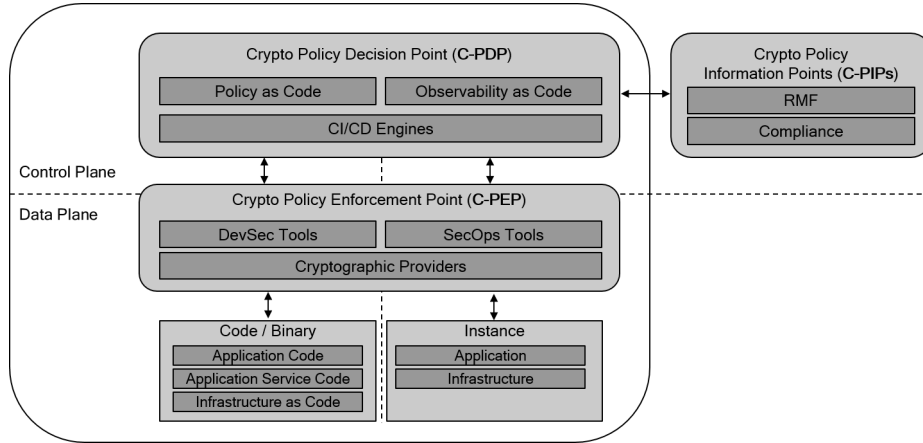 Crypto Policy Decision Point (C-PDP)
Policy as Code
Observability as Code
CI/CD Engines
Crypto Policy
Information Points (C-PIPs)
RMF
Compliance
Control Plane
Data Plane
Crypto Policy Enforcement Point (C-PEP)
DevSec Tools
SecOps Tools
Cryptographic Providers
Code / Binary
Application Code
Application Service Code
Infrastructure as Code
Instance
Application
Infrastructure